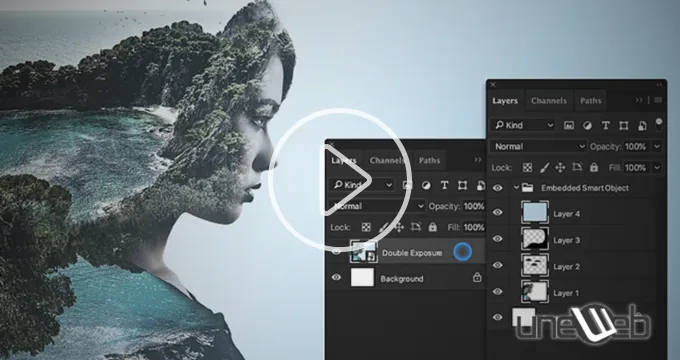 Layers Channels Paths
Kind
Normal Opacity: 100%
Lock: Fill: 100%
Double Exposure
Background
Layers Channels Paths
Kind
Normal Opacity: 100%
Lock: Fill: 100%
Embedded Smart Object
Layer 4
Layer 3
Layer 2
Layer 1
uneweb